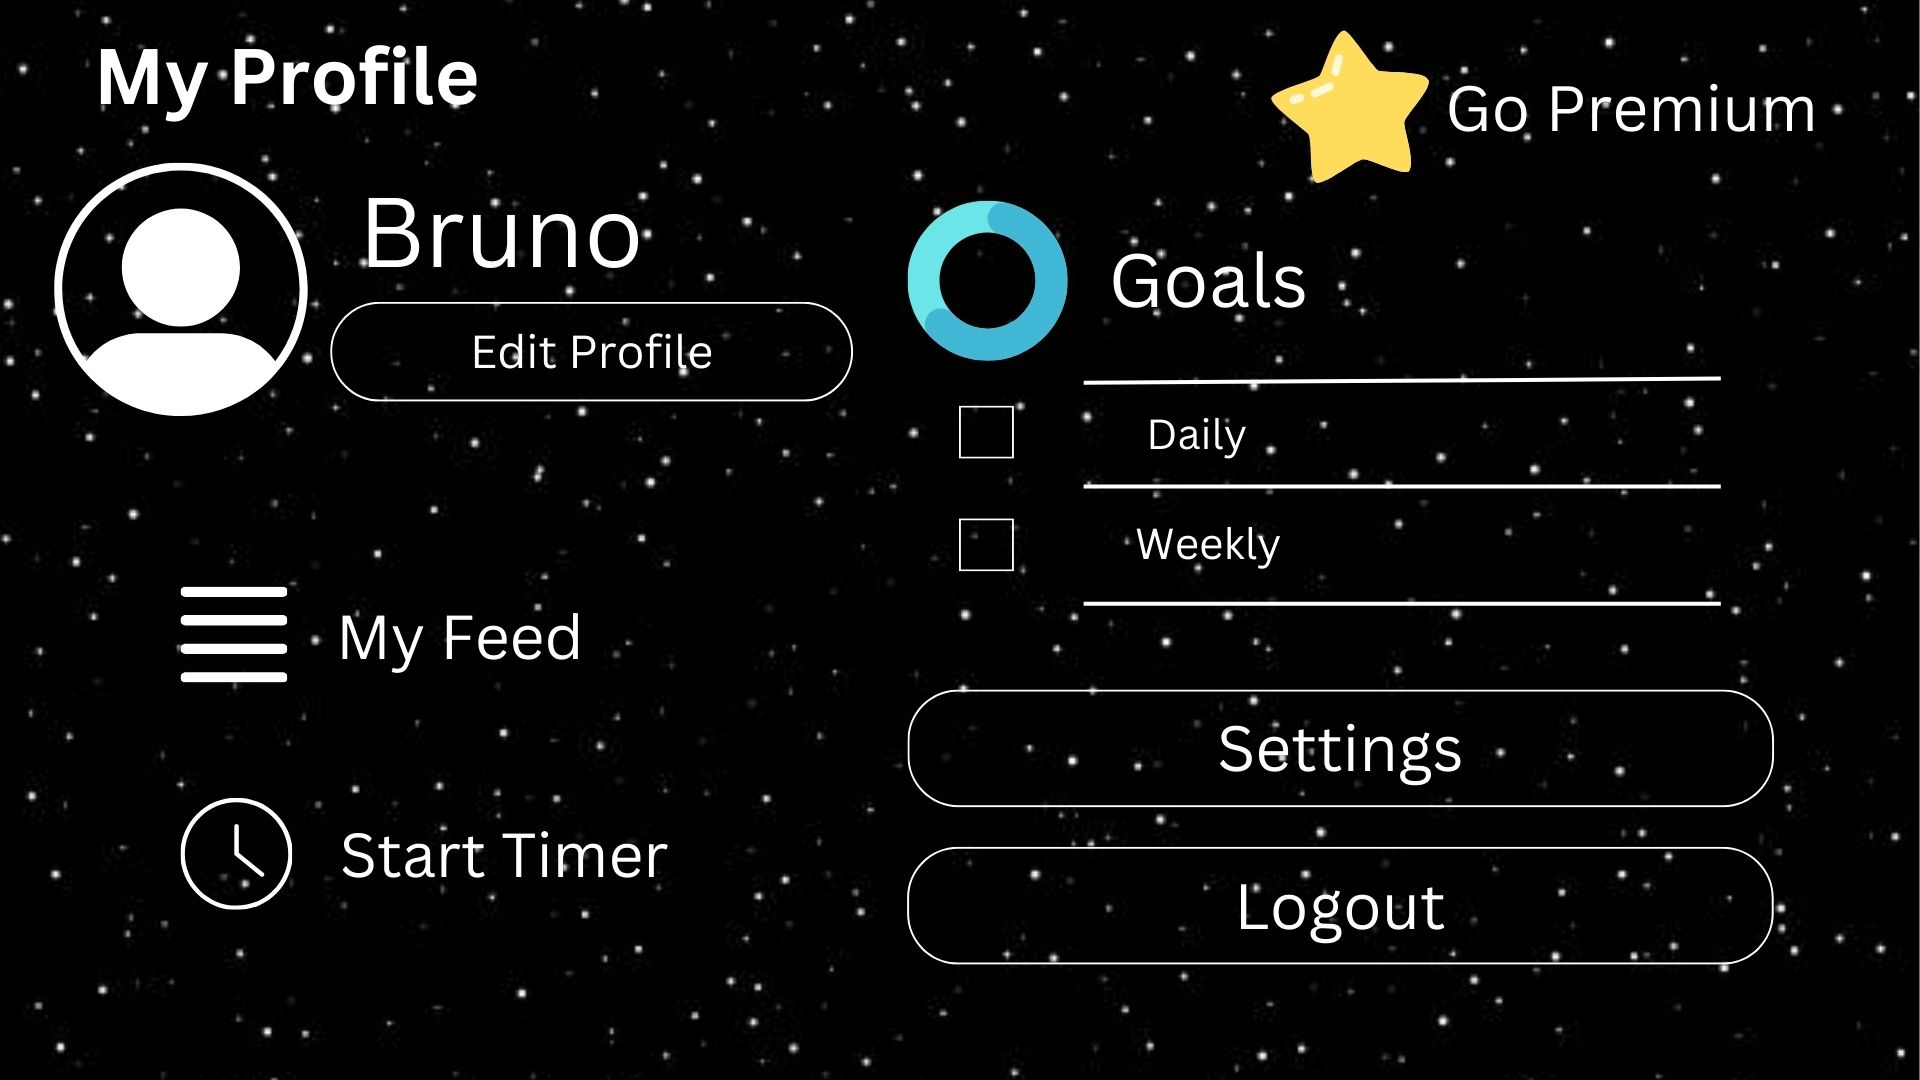 My Profile
Go Premium
Bruno
Edit Profile
Goals
Daily
Weekly
My Feed
Start Timer
Settings
Logout